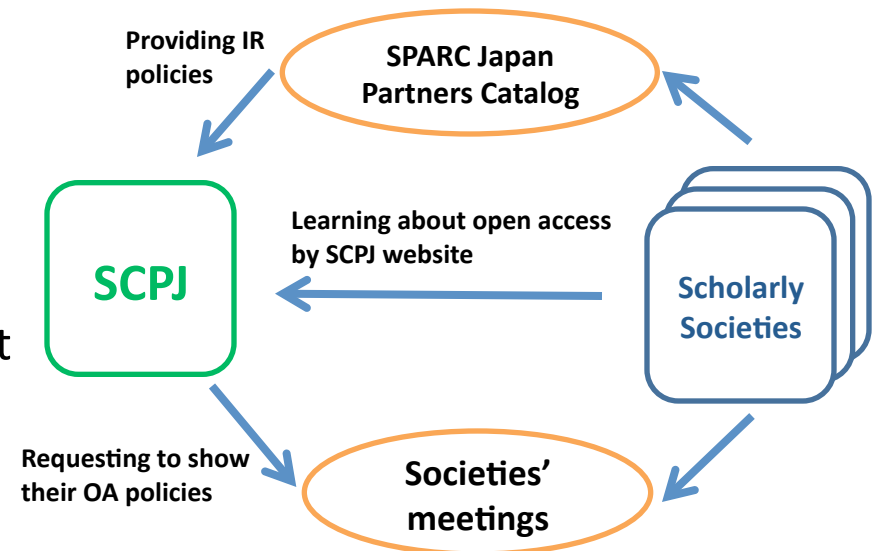 Providing IR
policies
SPARC Japan
Partners Catalog
Learning about open access
by SCPJ website
SCPJ
Scholarly
Societies
t
Requesting to show
their OA policies
Societies’
meetings